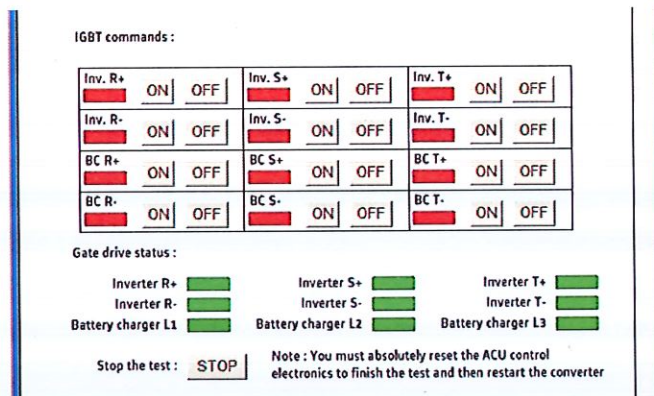 IGBT commands :
Inv. R+ ON OFF Inv. S+ ON OFF Inv. T+ ON OFF
Inv. R- ON OFF Inv. S- ON OFF Inv. T- ON OFF
BC R+ ON OFF BC S+ ON OFF BC T+ ON OFF
BC R- ON OFF BC S- ON OFF BC T- ON OFF
Gate drive status :
Inverter R+ Inverter S+ Inverter T+
Inverter R- Inverter S- Inverter T-
Battery charger L1 Battery charger L2 Battery charger L3
Stop the test : STOP Note : You must absolutely reset the ACU control
electronics to finish the test and then restart the converter